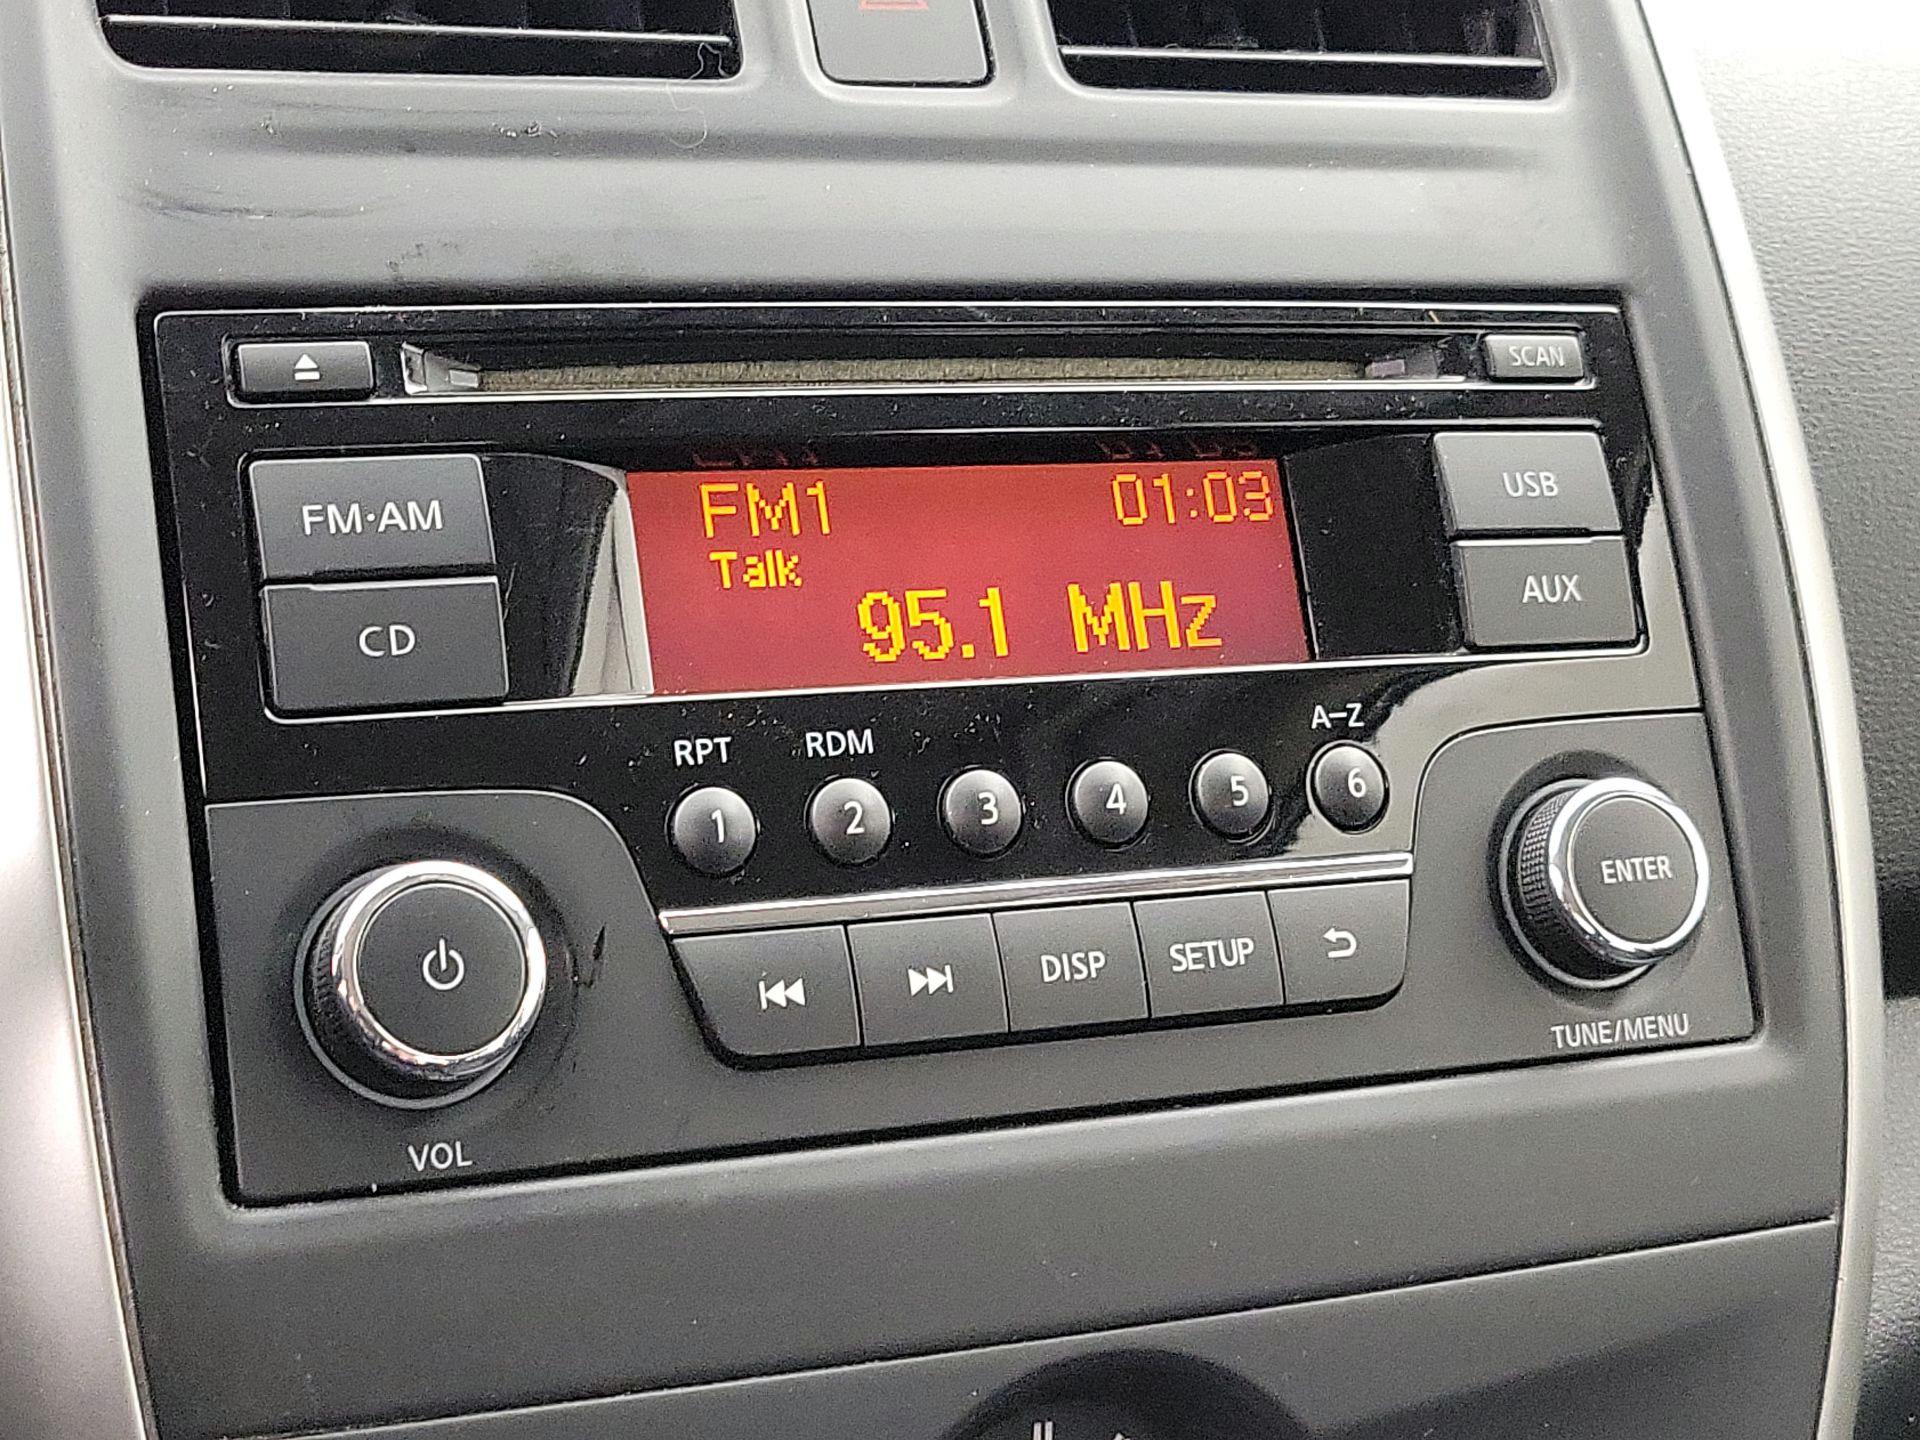 SCAN
FM·AM
CD
FM1 01:03
Talk
95.1 MHz
USB
AUX
RPT RDM A-Z
1 2 3 4 5 6
DISP SETUP
ENTER
TUNE/MENU
VOL